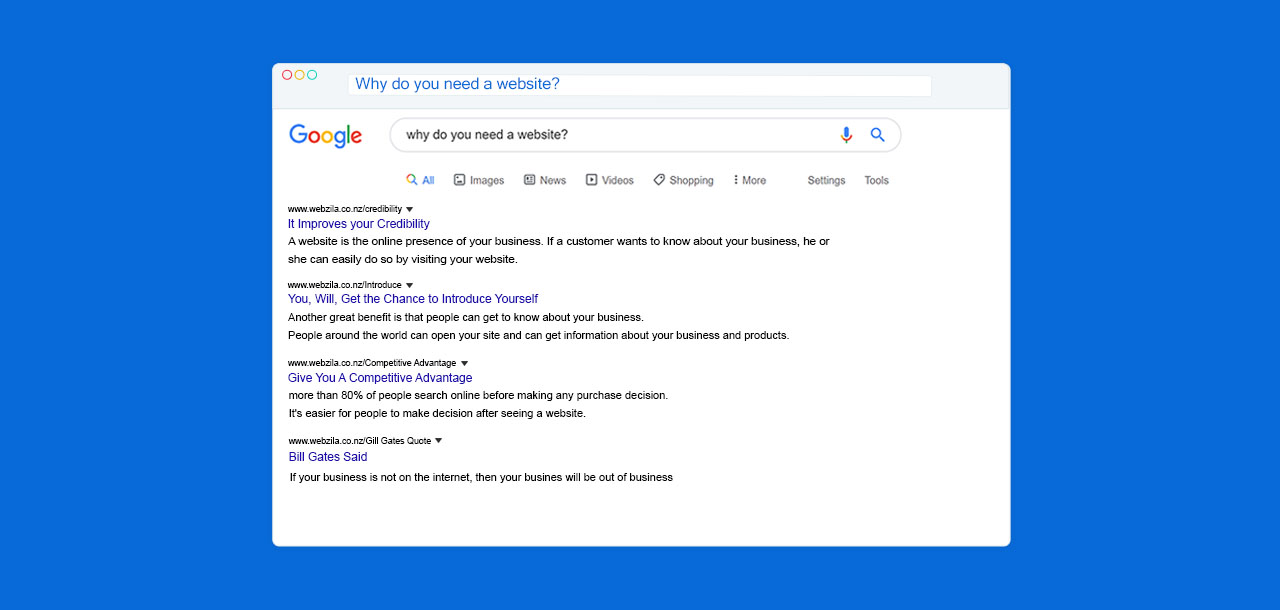 Why do you need a website?
Google
why do you need a website?
All Images News Videos Shopping More Settings Tools
www.webzila.co.nz/credibility
It Improves your Credibility
A website is the online presence of your business. If a customer wants to know about your business, he or
she can easily do so by visiting your website.
www.webzila.co.nz/Introduce
You, Will, Get the Chance to Introduce Yourself
Another great benefit is that people can get to know about your business.
People around the world can open your site and can get information about your business and products.
www.webzila.co.nz/Competitive Advantage
Give You A Competitive Advantage
more than 80% of people search online before making any purchase decision.
It's easier for people to make decision after seeing a website.
www.webzila.co.nz/Gill Gates Quote
Bill Gates Said
If your business is not on the internet, then your busines will be out of business